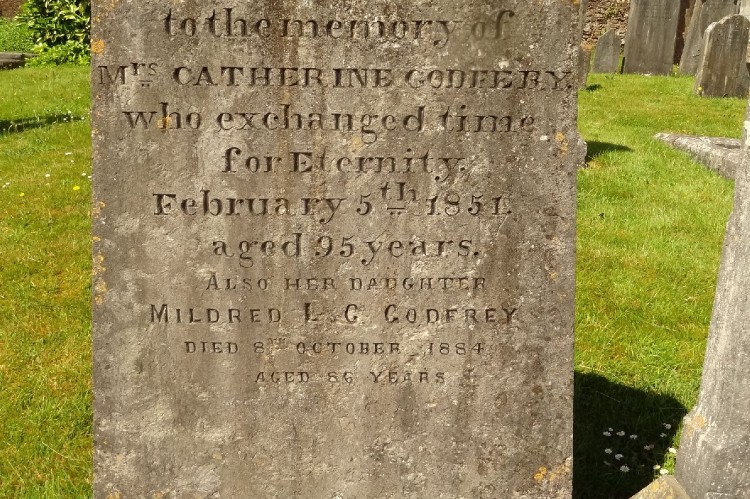 to the memory of
Mrs CATHERINE GODFERY.
who exchanged time
for Eternity.
February 5th 1851.
aged 95 years.
ALSO HER DAUGHTER
MILDRED L C GODFREY
DIED 8TH OCTOBER 1884
AGED 86 YEARS